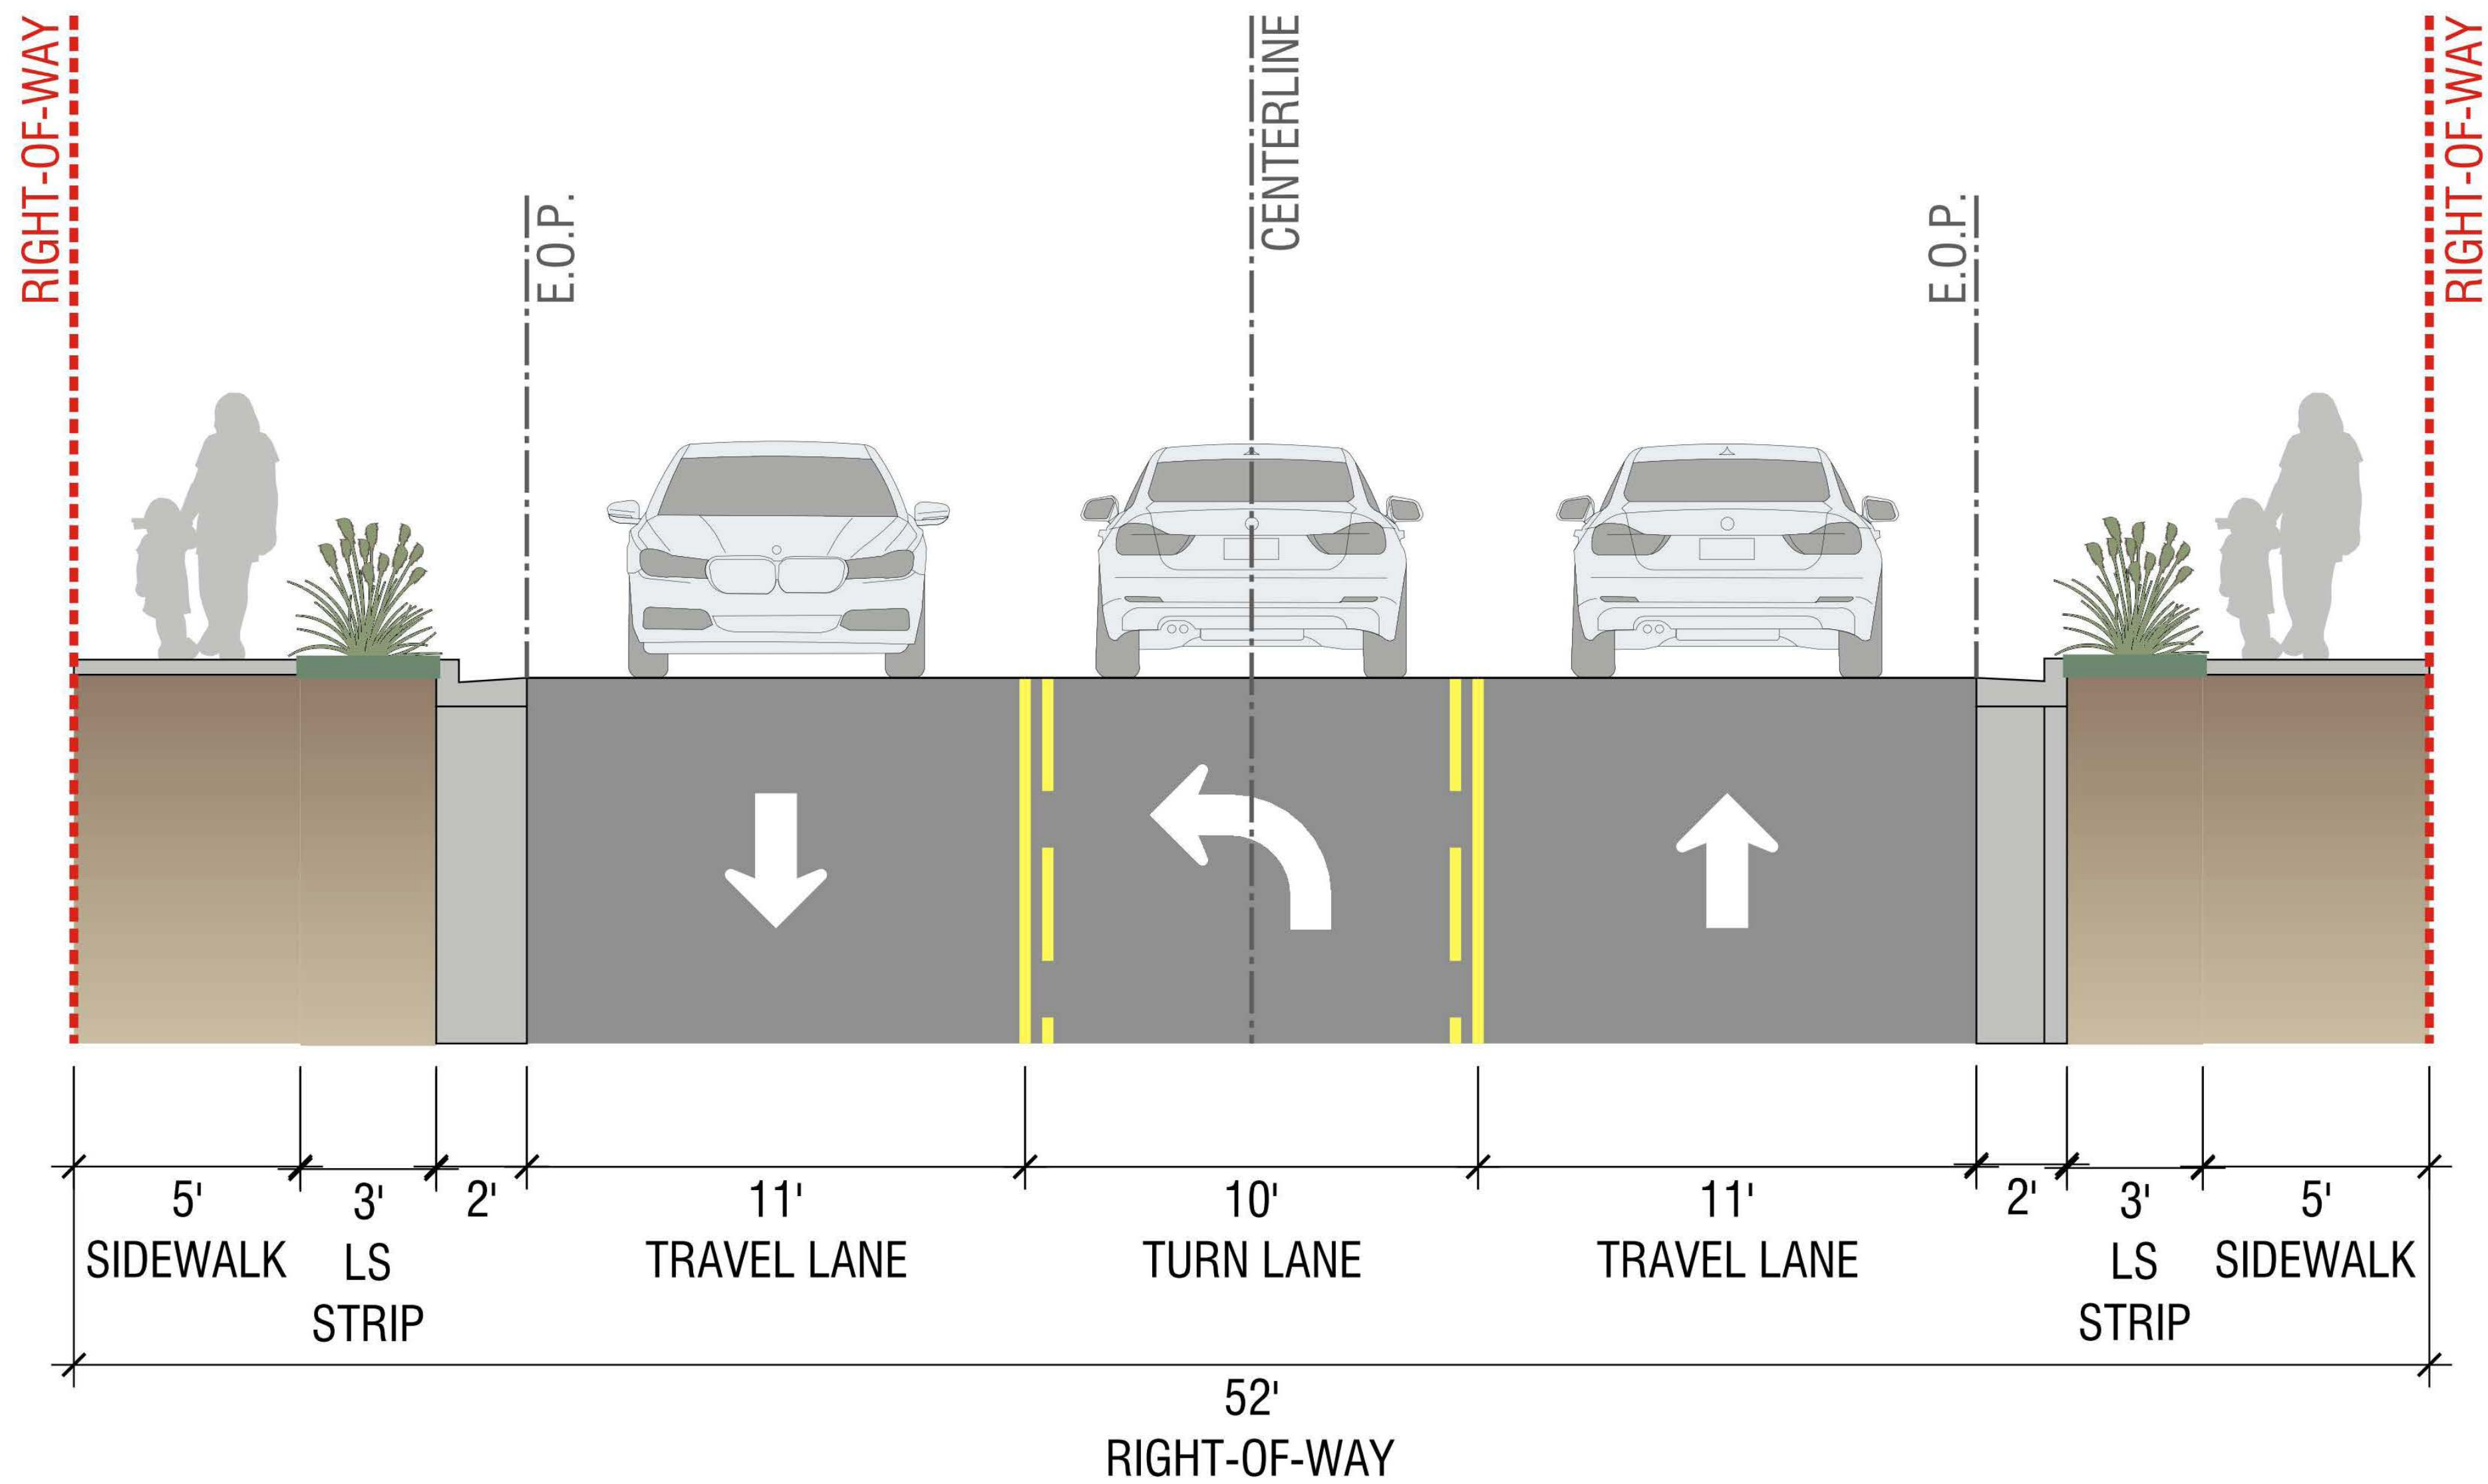 RIGHT-OF-WAY
E.O.P.
CENTERLINE
E.O.P.
RIGHT-OF-WAY
5'
SIDEWALK
3'
LS
STRIP
2'
11'
TRAVEL LANE
10'
TURN LANE
11'
TRAVEL LANE
2'
3'
LS
STRIP
5'
SIDEWALK
52'
RIGHT-OF-WAY